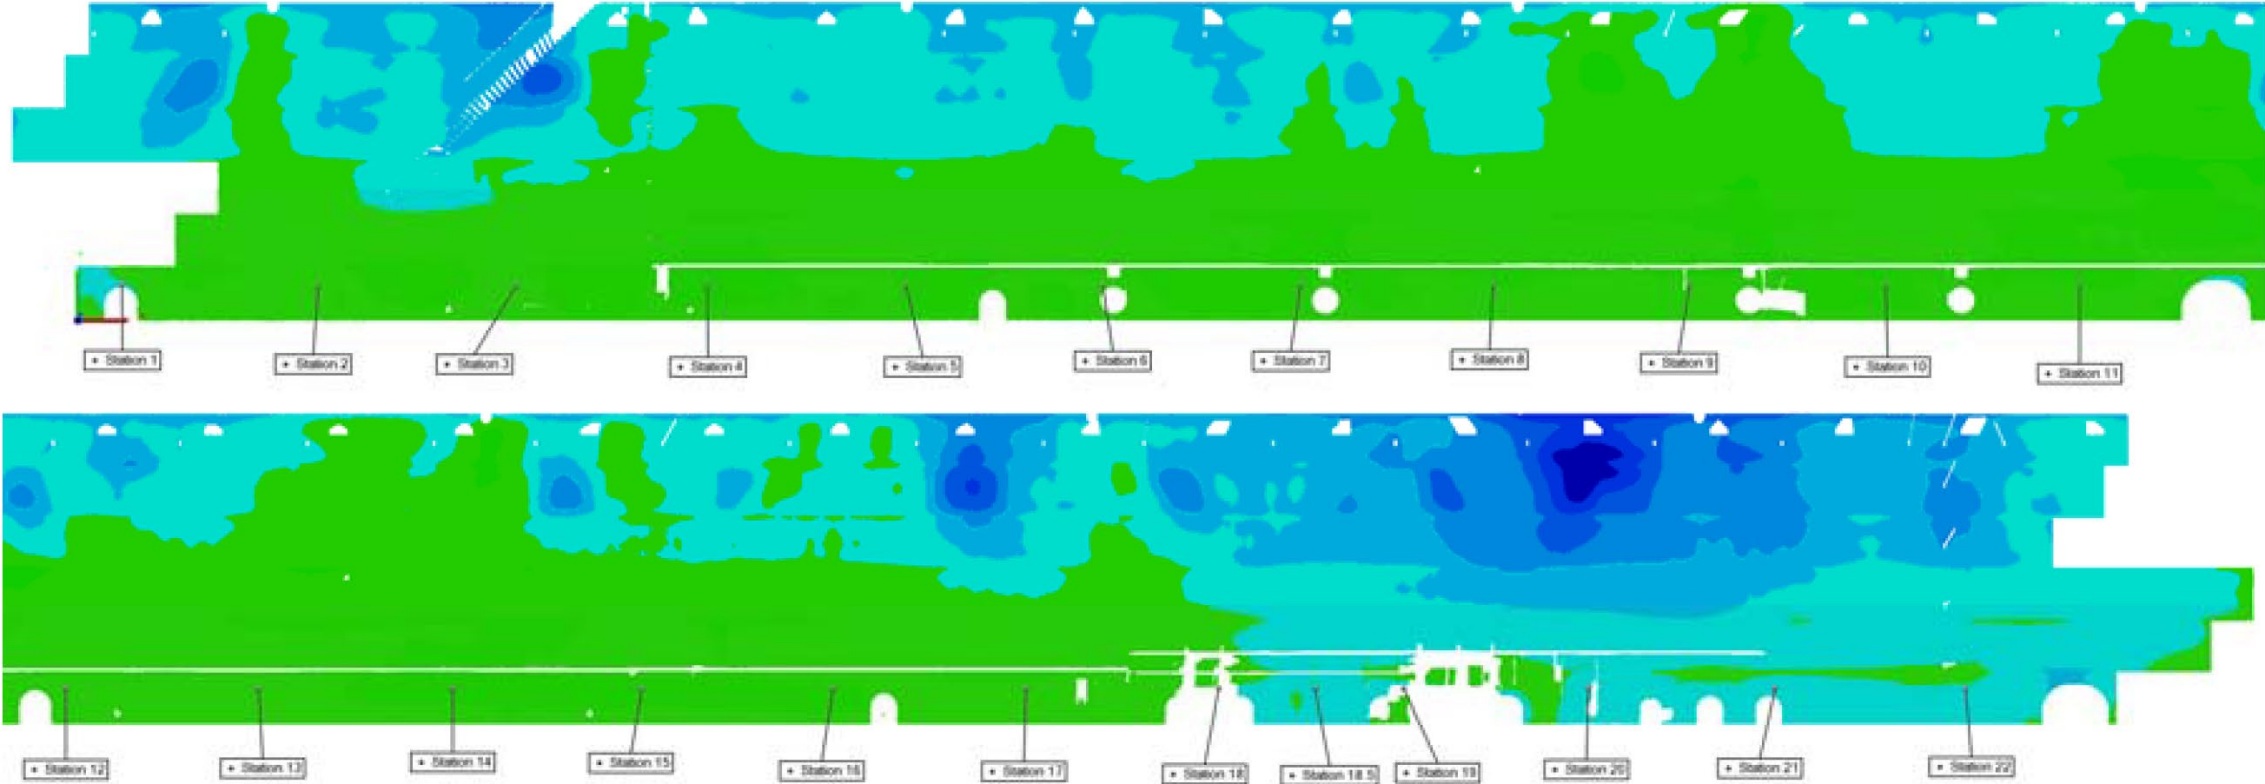 + Station 1
+ Station 2
+ Station 3
+ Station 4
+ Station 5
+ Station 6
+ Station 7
+ Station 8
+ Station 9
+ Station 10
+ Station 11
+ Station 12
+ Station 13
+ Station 14
+ Station 15
+ Station 16
+ Station 17
+ Station 18
+ Station 18.5
+ Station 19
+ Station 20
+ Station 21
+ Station 22